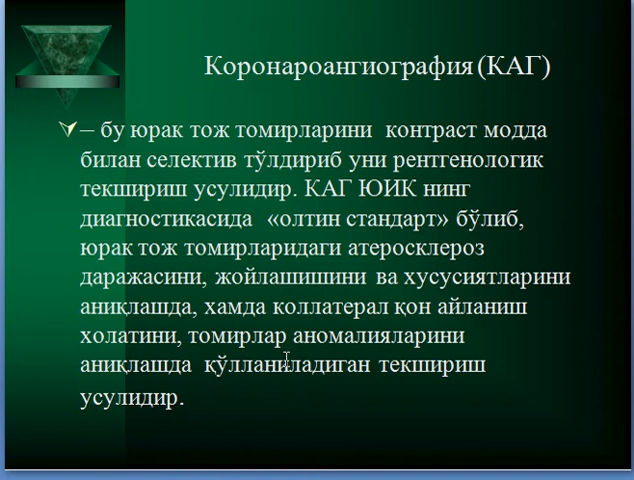 Коронароангиография (КАГ)
– бу юрак тож томирларини контраст модда
билан селектив тўлдириб уни рентгенологик
текшириш усулидир. КАГ ЮИК нинг
диагностикасида «олтин стандарт» бўлиб,
юрак тож томирларидаги атеросклероз
даражасини, жойлашишини ва хусусиятларини
аниқлашда, хамда коллатерал қон айланиш
холатини, томирлар аномалияларини
аниқлашда қўлланиладиган текшириш
усулидир.